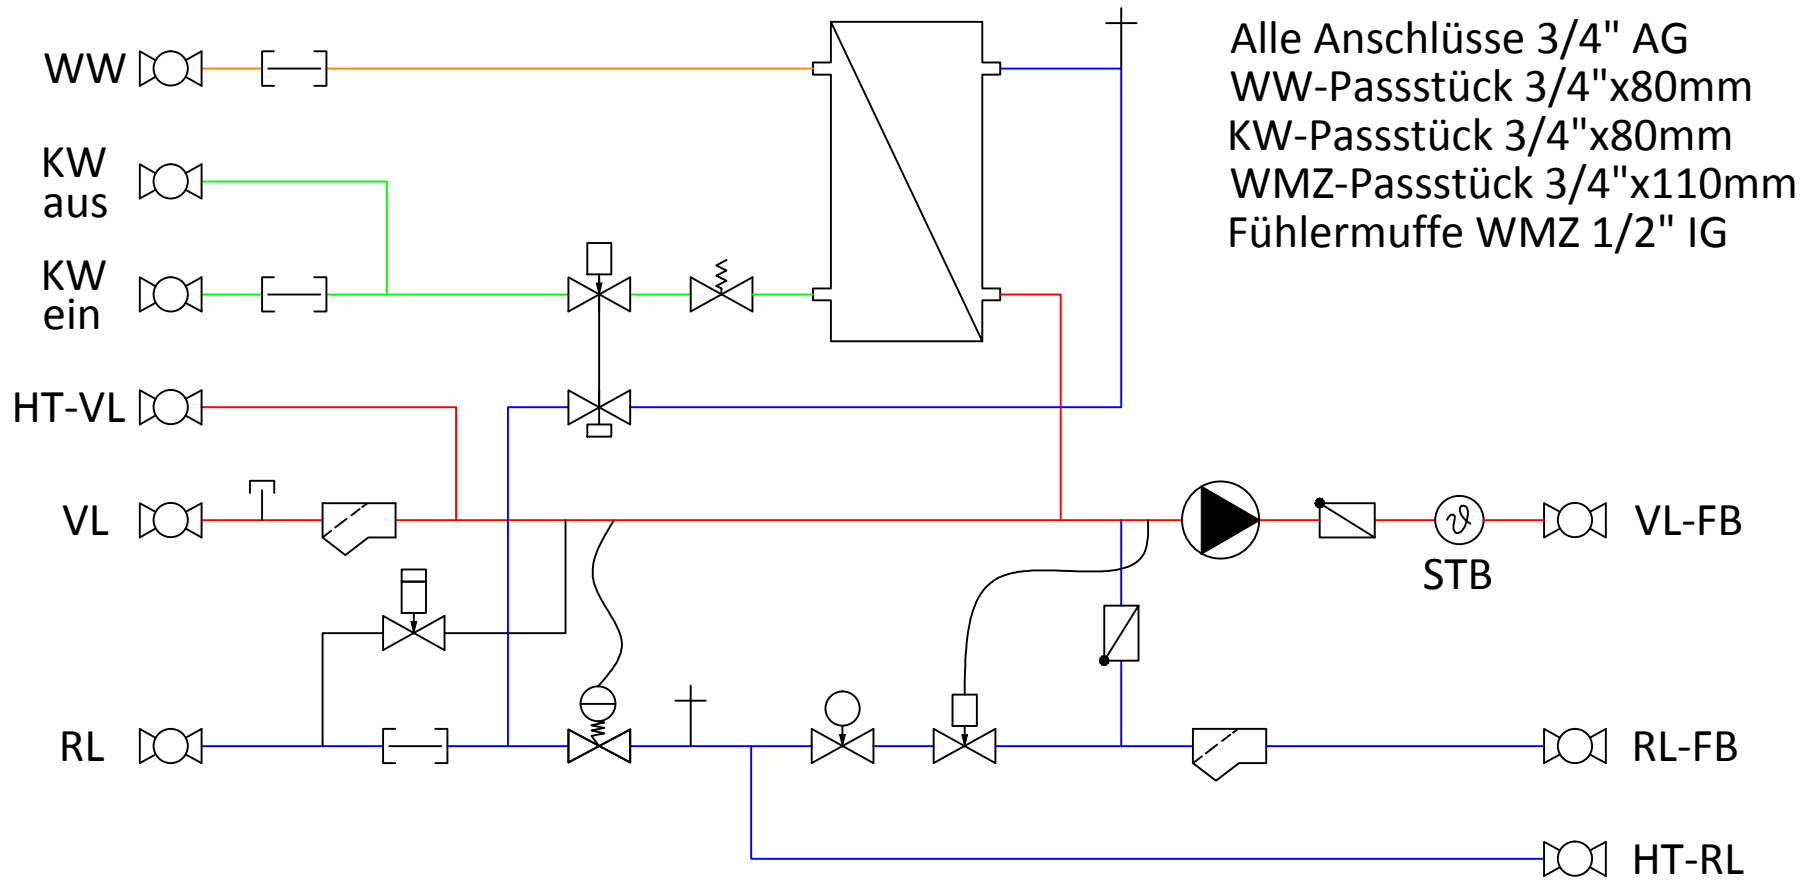 WW
KW
aus
KW
ein
HT-VL
VL
RL
Alle Anschlüsse 3/4" AG
WW-Passstück 3/4"x80mm
KW-Passstück 3/4"x80mm
WMZ-Passstück 3/4"x110mm
Fühlermuffe WMZ 1/2" IG
ϑ
STB
VL-FB
RL-FB
HT-RL